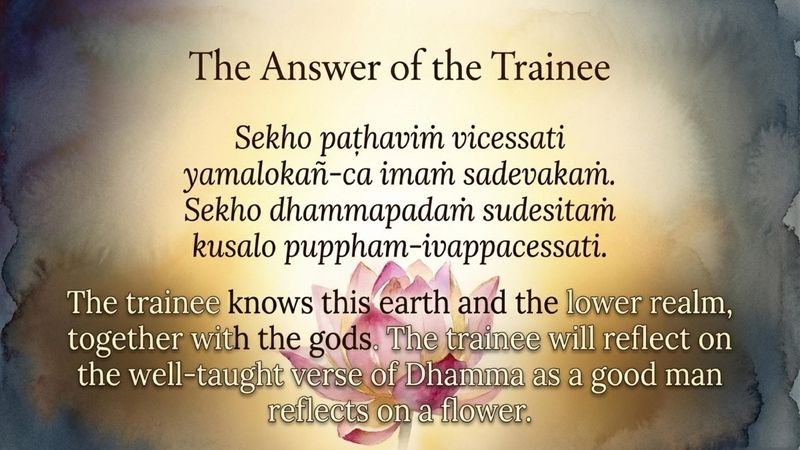 The Answer of the Trainee
Sekho paṭhaviṁ vicessati
yamalokañ-ca imaṁ sadevakaṁ.
Sekho dhammapadaṁ sudesitaṁ
kusalo puppham-ivappacessati.
The trainee knows this earth and the lower realm,
together with the gods. The trainee will reflect on
the well-taught verse of Dhamma as a good man
reflects on a flower.